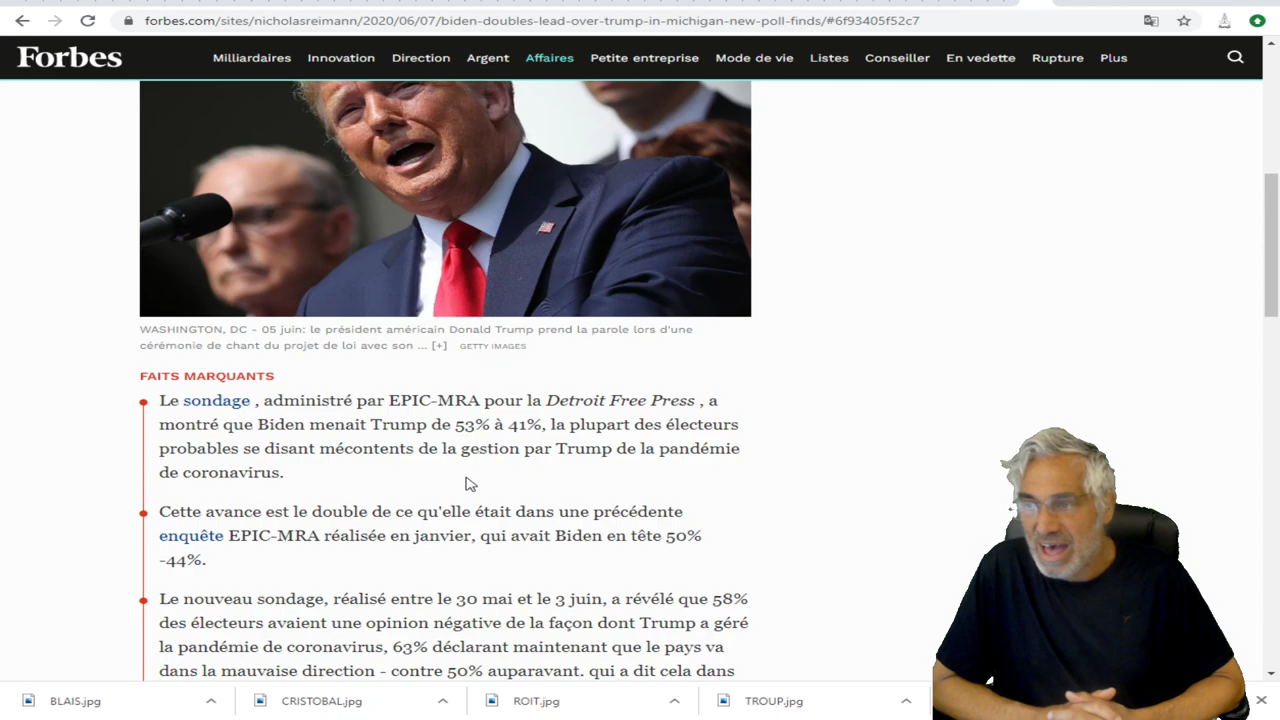 forbes.com/sites/nicholasreimann/2020/06/07/biden-doubles-lead-over-trump-in-michigan-new-poll-finds/#6f93405f52c7
Forbes
Milliardaires Innovation Direction Argent Affaires Petite entreprise Mode de vie Listes Conseiller En vedette Rupture Plus
WASHINGTON, DC - 05 juin: le président américain Donald Trump prend la parole lors d'une
cérémonie de chant du projet de loi avec son ... [+] GETTY IMAGES
FAITS MARQUANTS
Le sondage , administré par EPIC-MRA pour la Detroit Free Press , a
montré que Biden menait Trump de 53% à 41%, la plupart des électeurs
probables se disant mécontents de la gestion par Trump de la pandémie
de coronavirus.
Cette avance est le double de ce qu'elle était dans une précédente
enquête EPIC-MRA réalisée en janvier, qui avait Biden en tête 50%
-44%.
Le nouveau sondage, réalisé entre le 30 mai et le 3 juin, a révélé que 58%
des électeurs avaient une opinion négative de la façon dont Trump a géré
la pandémie de coronavirus, 63% déclarant maintenant que le pays va
dans la mauvaise direction - contre 50% auparavant. qui a dit cela dans
BLAIS.jpg CRISTOBAL.jpg ROIT.jpg TROUP.jpg